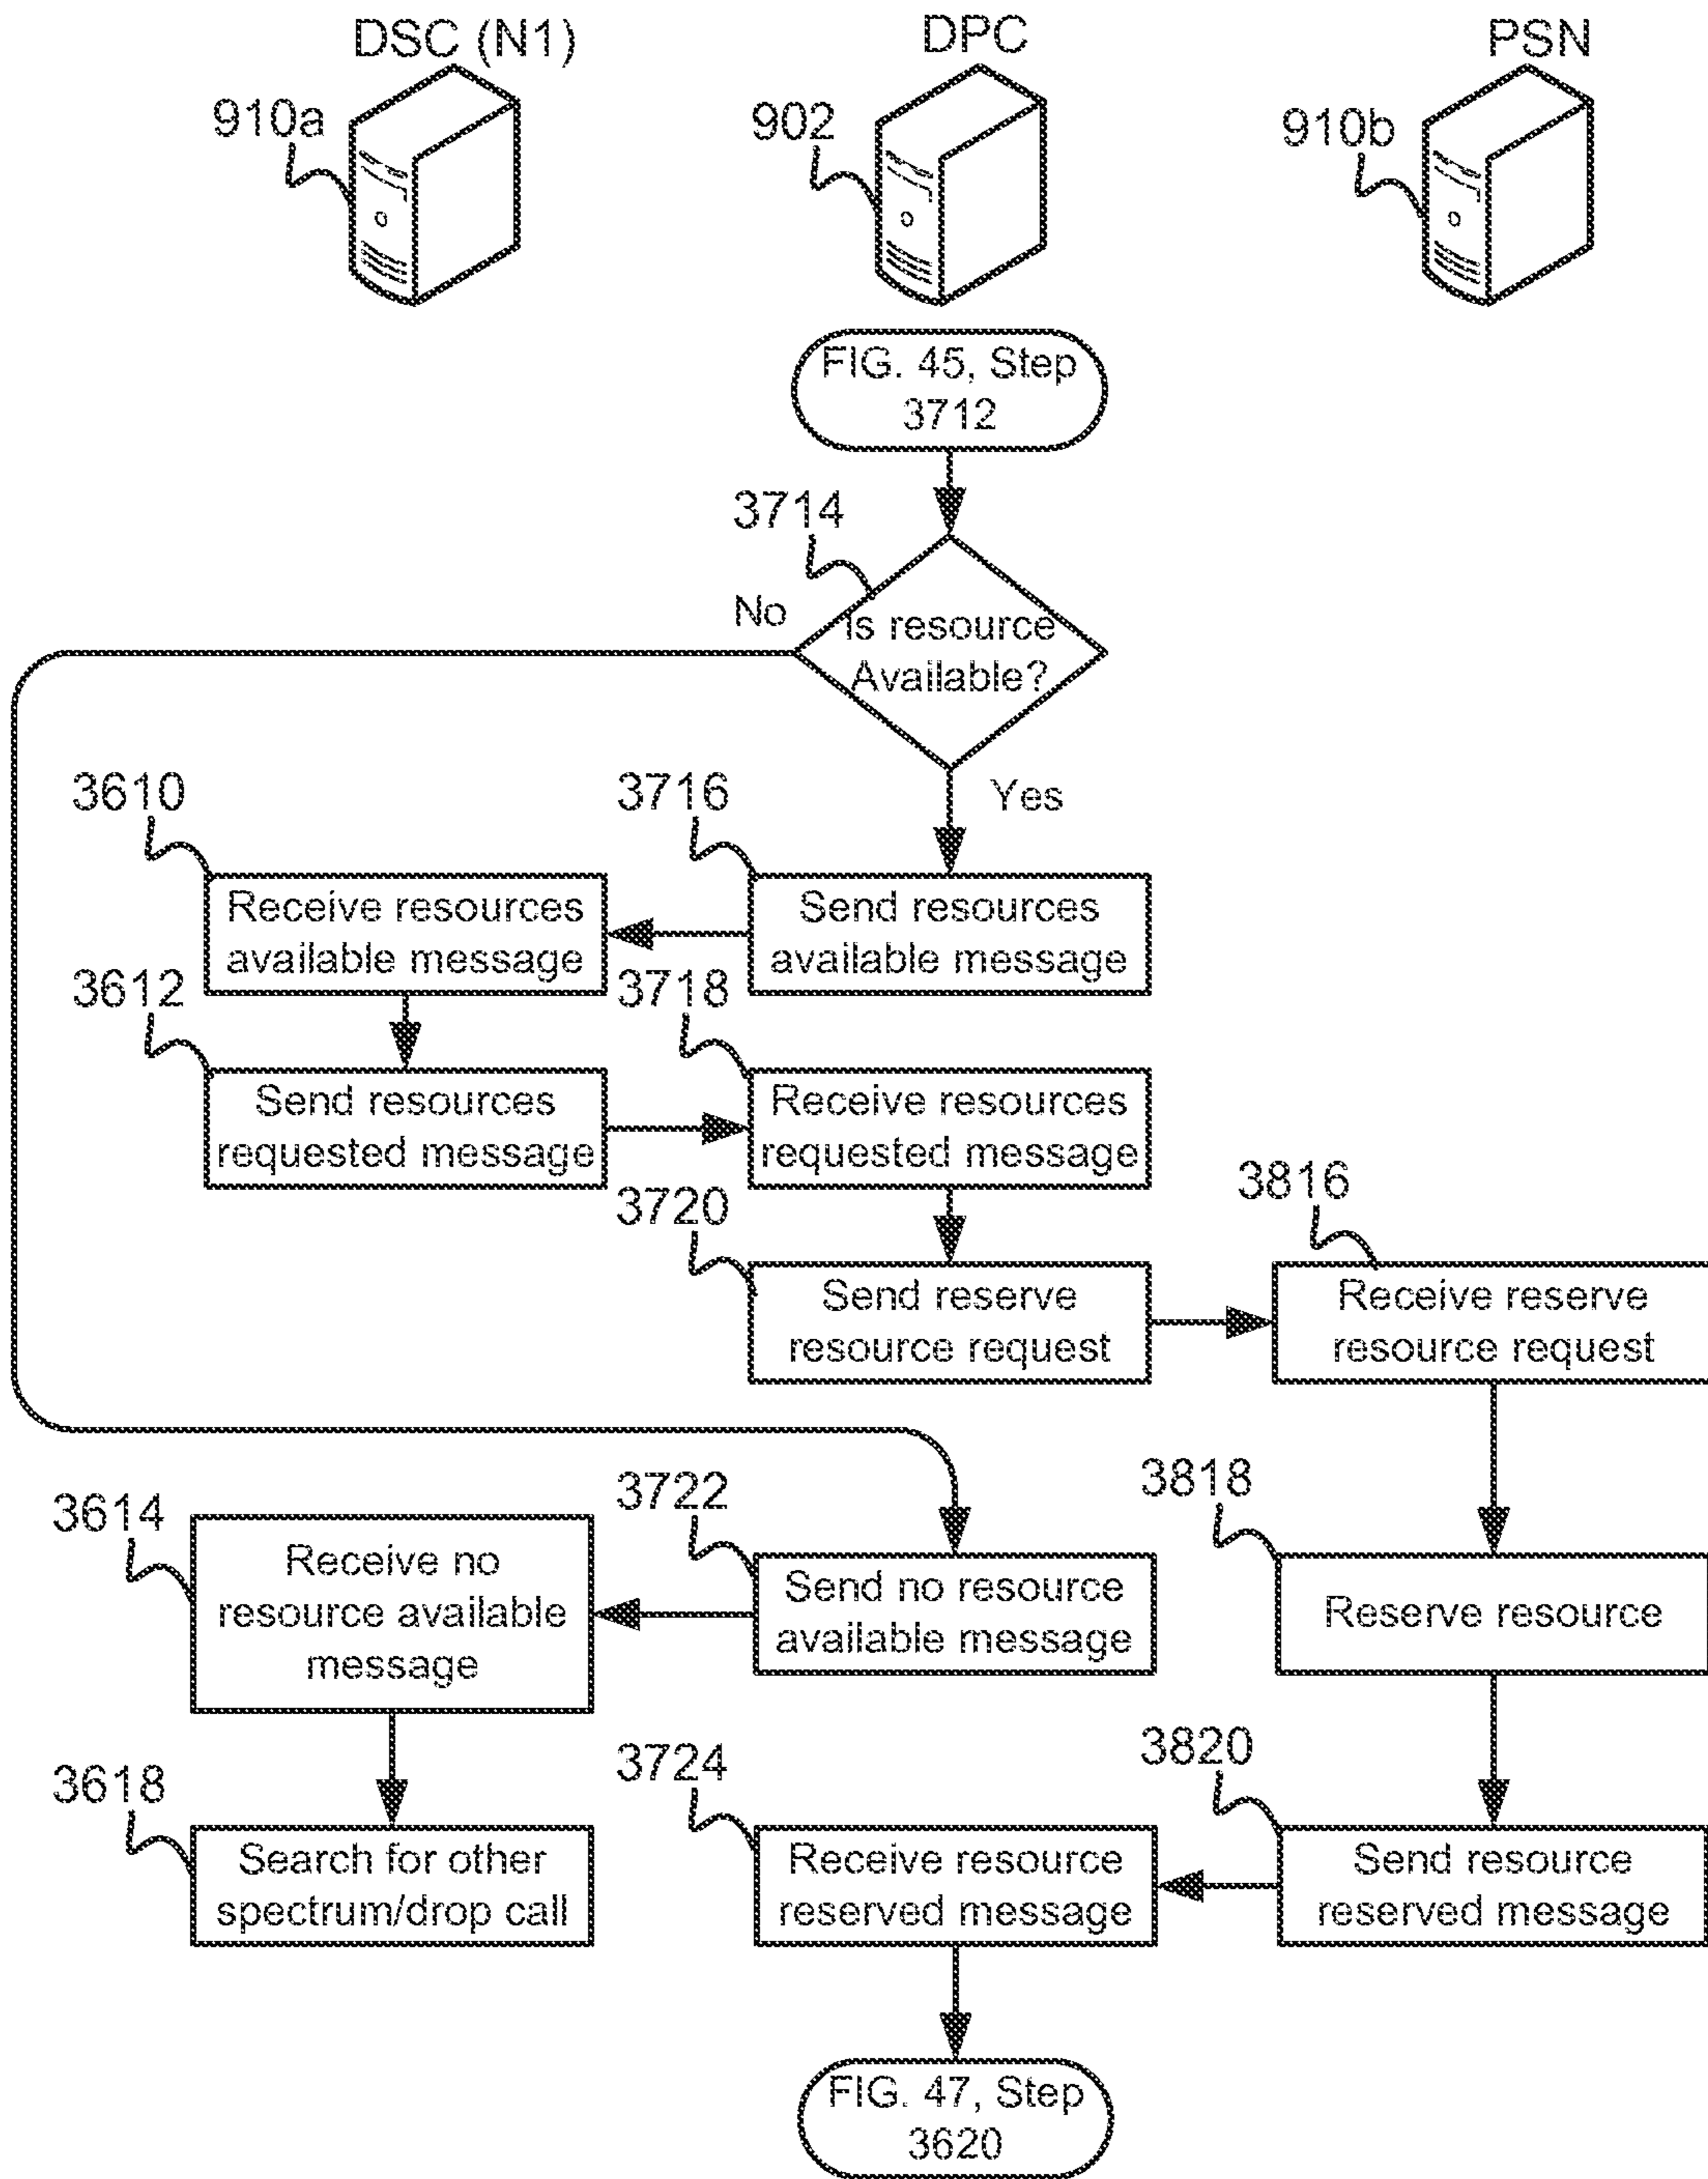 DSC (N1)
DPC
PSN
910a
902
910b
FIG. 45, Step
3712
3714
No
Is resource
Available?
Yes
3610
3716
Receive resources
available message
Send resources
available message
3612
3718
Send resources
requested message
Receive resources
requested message
3720
3816
Send reserve
resource request
Receive reserve
resource request
3614
3722
3818
Receive no
resource available
message
Send no resource
available message
Reserve resource
3618
3724
3820
Search for other
spectrum/drop call
Receive resource
reserved message
Send resource
reserved message
FIG. 47, Step
3620